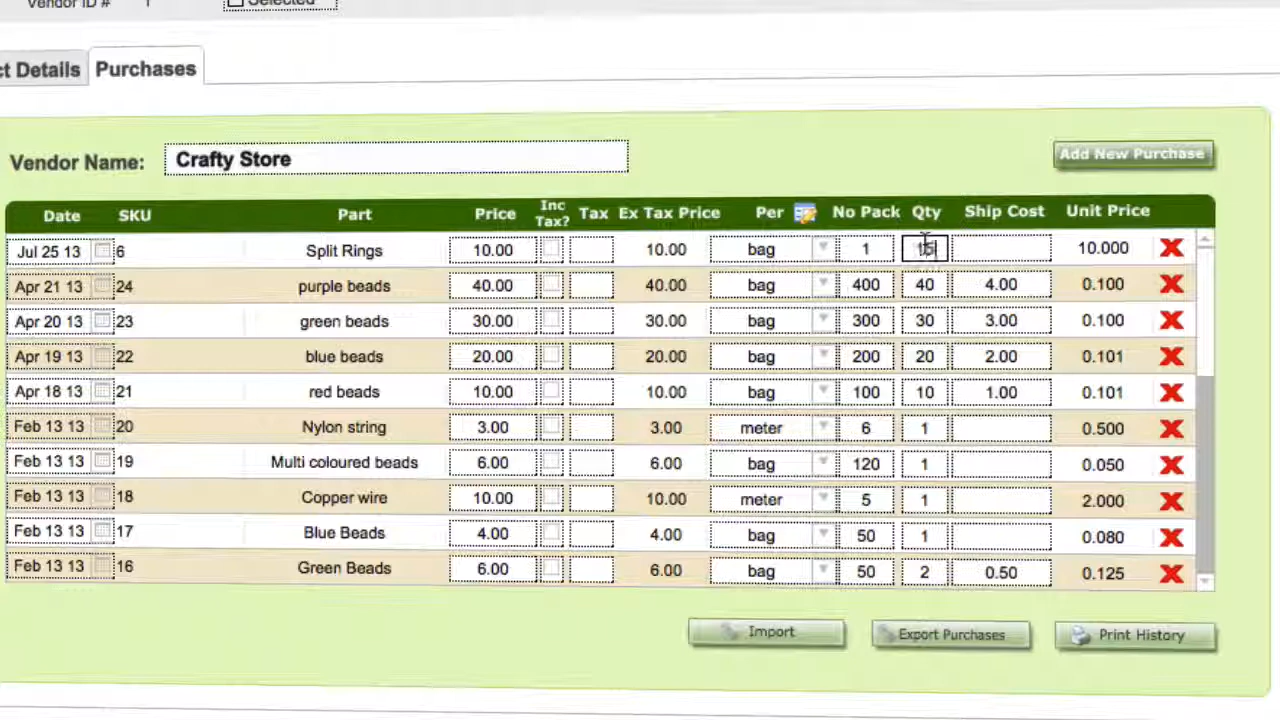 Vendor ID # 1 Selected
ct Details Purchases
Vendor Name: Crafty Store Add New Purchase
Date SKU Part Price Inc Tax? Tax Ex Tax Price Per No Pack Qty Ship Cost Unit Price
Jul 25 13 6 Split Rings 10.00 10.00 bag 1 15 10.000
Apr 21 13 24 purple beads 40.00 40.00 bag 400 40 4.00 0.100
Apr 20 13 23 green beads 30.00 30.00 bag 300 30 3.00 0.100
Apr 19 13 22 blue beads 20.00 20.00 bag 200 20 2.00 0.101
Apr 18 13 21 red beads 10.00 10.00 bag 100 10 1.00 0.101
Feb 13 13 20 Nylon string 3.00 3.00 meter 6 1 0.500
Feb 13 13 19 Multi coloured beads 6.00 6.00 bag 120 1 0.050
Feb 13 13 18 Copper wire 10.00 10.00 meter 5 1 2.000
Feb 13 13 17 Blue Beads 4.00 4.00 bag 50 1 0.080
Feb 13 13 16 Green Beads 6.00 6.00 bag 50 2 0.50 0.125
Import Export Purchases Print History